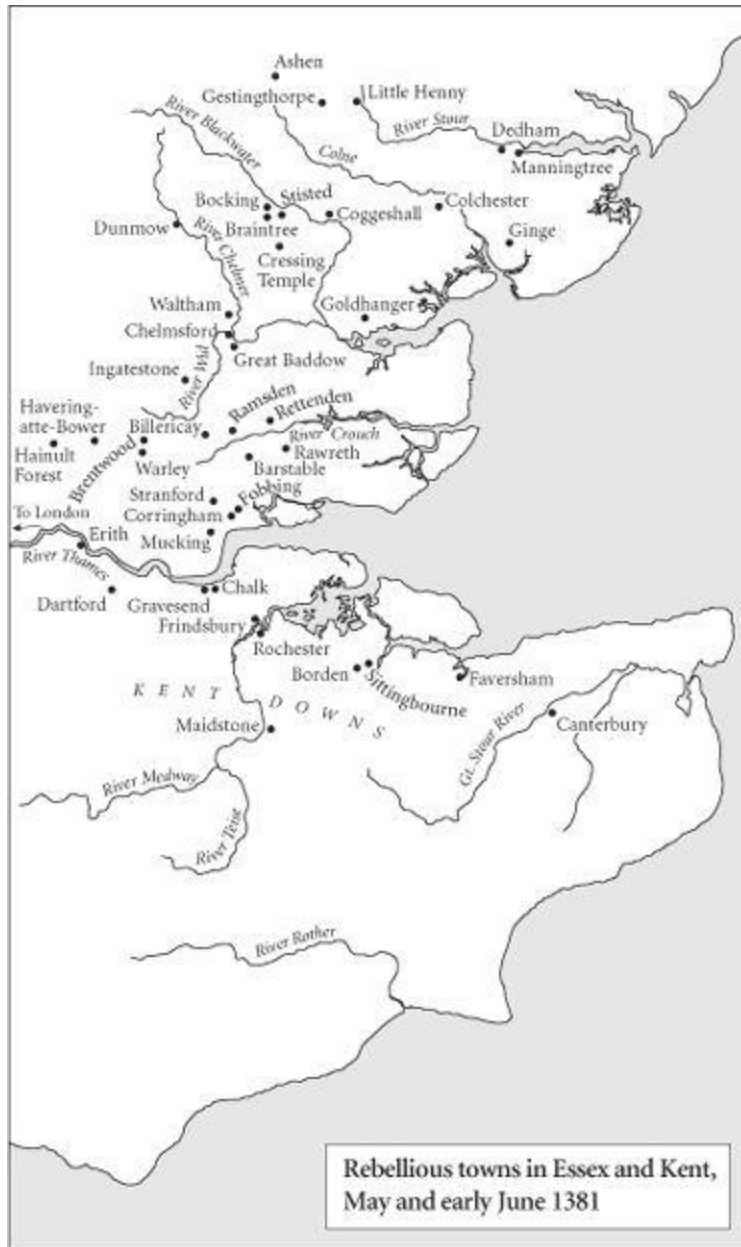 Ashen
Gestingthorpe
Little Henny
River Blackwater
River Stour
Dedham
Colne
Manningtree
Bocking
Stisted
Coggeshall
Colchester
Dunmow
Braintree
River Chelmer
Ginge
Cressing
Temple
Waltham
Goldhanger
Chelmsford
Great Baddow
Ingatestone
River Wid
Havering-
atte-Bower
Billericay
Ramsden
Rettenden
River Crouch
Hainult
Forest
Brentwood
Warley
Rawreth
Barstable
Stranford
Fobbing
Corringham
To London
Erith
Mucking
River Thames
Dartford
Gravesend
Chalk
Frindsbury
Rochester
Borden
Sittingbourne
Faversham
KENT DOWNS
Maidstone
Gt. Stour River
Canterbury
River Medway
River Teist
River Rother
Rebellious towns in Essex and Kent,
May and early June 1381